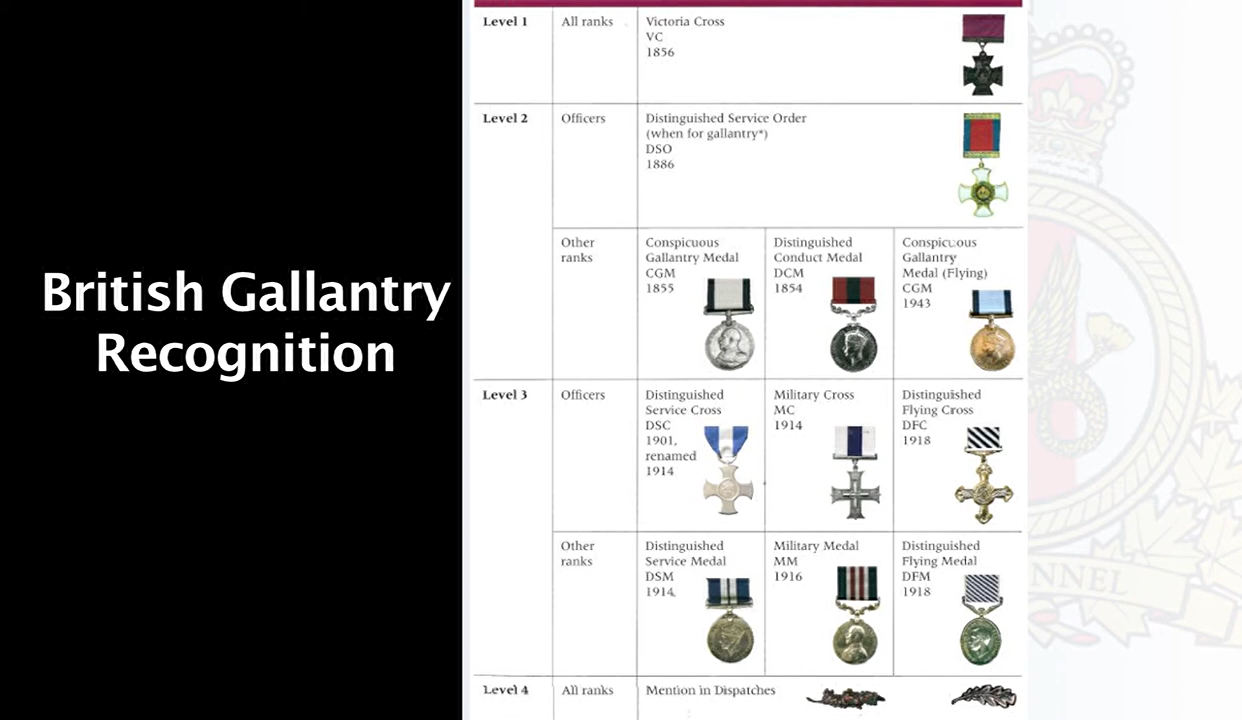 British Gallantry
Recognition
Level 1
All ranks
Victoria Cross
VC
1856
Level 2
Officers
Distinguished Service Order
(when for gallantry*)
DSO
1886
Other
ranks
Conspicuous
Gallantry Medal
CGM
1855
Distinguished
Conduct Medal
DCM
1854
Conspicuous
Gallantry
Medal (Flying)
CGM
1943
Level 3
Officers
Distinguished
Service Cross
DSC
1901,
renamed
1914
Military Cross
MC
1914
Distinguished
Flying Cross
DFC
1918
Other
ranks
Distinguished
Service Medal
DSM
1914
Military Medal
MM
1916
Distinguished
Flying Medal
DFM
1918
Level 4
All ranks
Mention in Dispatches